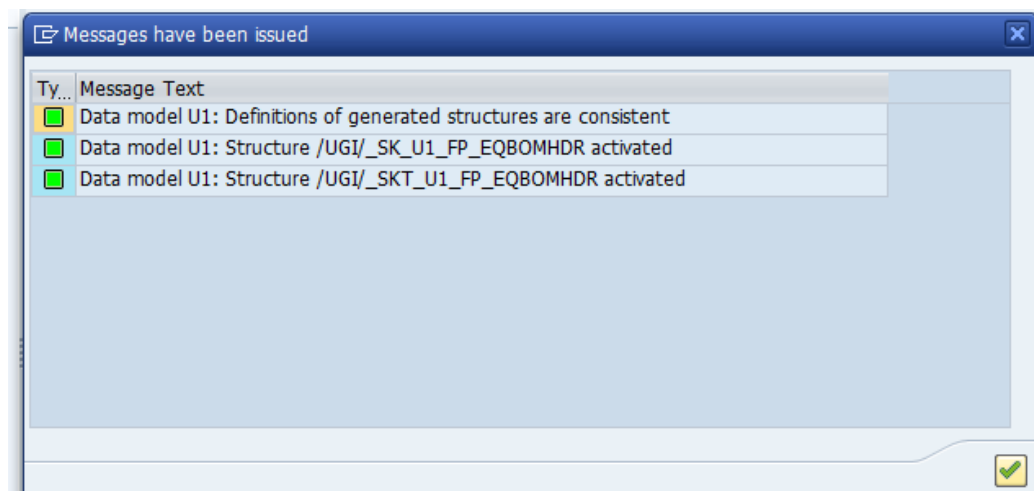 Messages have been issued
Ty... Message Text
Data model U1: Definitions of generated structures are consistent
Data model U1: Structure /UGI/_SK_U1_FP_EQBOMHDR activated
Data model U1: Structure /UGI/_SKT_U1_FP_EQBOMHDR activated